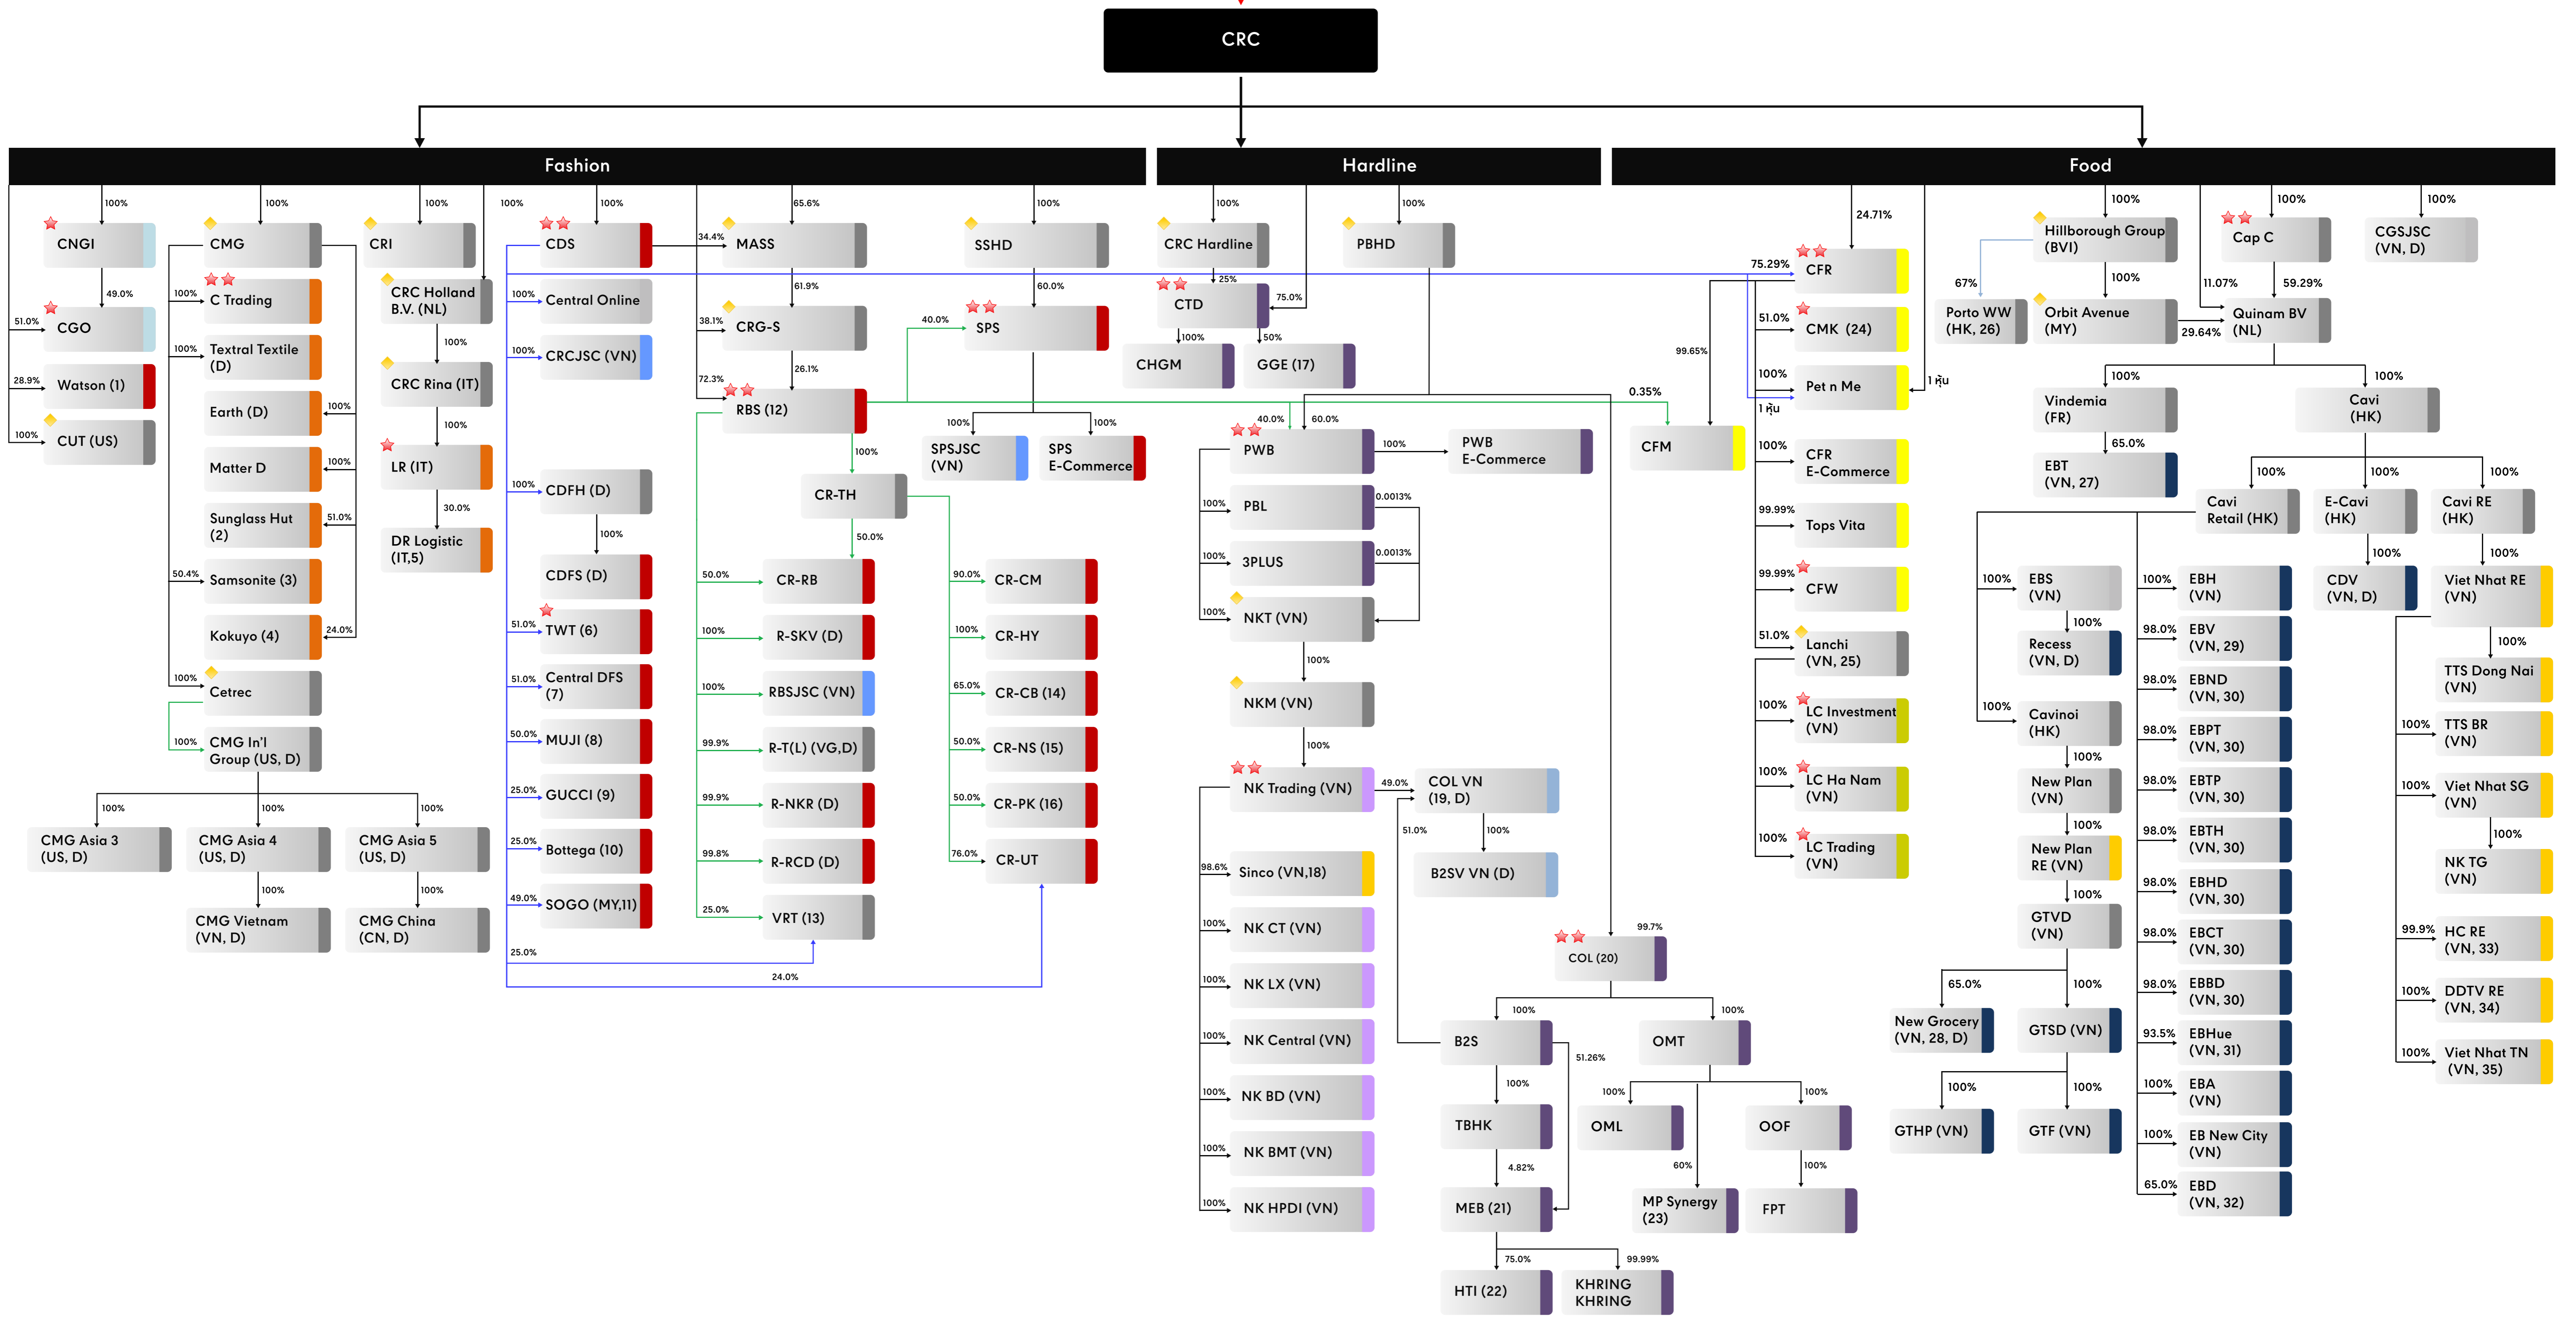 CRC
Fashion
Hardline
Food
100%
CNGI
49.0%
51.0%
CGO
28.9%
Watson (1)
100%
CUT (US)
100%
CMG
100%
C Trading
100%
Textral Textile
(D)
Earth (D)
100%
Matter D
100%
Sunglass Hut
(2)
51.0%
50.4%
Samsonite (3)
Kokuyo (4)
24.0%
100%
Cetrec
100%
CMG In'l
Group (US, D)
100%
100%
100%
CMG Asia 3
(US, D)
CMG Asia 4
(US, D)
CMG Asia 5
(US, D)
100%
100%
CMG Vietnam
(VN, D)
CMG China
(CN, D)
100%
CRI
100%
CRC Holland
B.V. (NL)
100%
CRC Rina (IT)
100%
LR (IT)
30.0%
DR Logistic
(IT,5)
100%
CDS
100%
Central Online
100%
CRCJSC (VN)
100%
CDFH (D)
100%
CDFS (D)
51.0%
TWT (6)
51.0%
Central DFS
(7)
50.0%
MUJI (8)
25.0%
GUCCI (9)
25.0%
Bottega (10)
49.0%
SOGO (MY,11)
25.0%
24.0%
65.6%
34.4%
MASS
61.9%
38.1%
CRG-S
26.1%
72.3%
RBS (12)
100%
CR-TH
50.0%
50.0%
CR-RB
100%
R-SKV (D)
100%
RBSJSC (VN)
99.9%
R-T(L) (VG,D)
99.9%
R-NKR (D)
99.8%
R-RCD (D)
25.0%
VRT (13)
90.0%
CR-CM
100%
CR-HY
65.0%
CR-CB (14)
50.0%
CR-NS (15)
50.0%
CR-PK (16)
76.0%
CR-UT
100%
SSHD
60.0%
40.0%
SPS
100%
100%
SPSJSC
(VN)
SPS
E-Commerce
100%
CRC Hardline
25%
CTD
75.0%
100%
50%
CHGM
GGE (17)
100%
PBHD
40.0%
60.0%
PWB
100%
PWB
E-Commerce
100%
PBL
0.0013%
100%
3PLUS
0.0013%
100%
NKT (VN)
100%
NKM (VN)
100%
NK Trading (VN)
49.0%
COL VN
(19, D)
51.0%
100%
B2SV VN (D)
98.6%
Sinco (VN,18)
100%
NK CT (VN)
100%
NK LX (VN)
100%
NK Central (VN)
100%
NK BD (VN)
100%
NK BMT (VN)
100%
NK HPDI (VN)
99.7%
COL (20)
100%
100%
B2S
OMT
51.26%
100%
TBHK
4.82%
MEB (21)
75.0%
99.99%
HTI (22)
KHRING
KHRING
100%
100%
OML
OOF
60%
100%
MP Synergy
(23)
FPT
24.71%
75.29%
CFR
51.0%
CMK (24)
99.65%
100%
Pet n Me
1 หุ้น
1 หุ้น
0.35%
CFM
100%
CFR
E-Commerce
99.99%
Tops Vita
99.99%
CFW
51.0%
Lanchi
(VN, 25)
100%
LC Investment
(VN)
100%
LC Ha Nam
(VN)
100%
LC Trading
(VN)
100%
Hillborough Group
(BVI)
67%
100%
Porto WW
(HK, 26)
Orbit Avenue
(MY)
29.64%
100%
Cap C
11.07%
59.29%
Quinam BV
(NL)
100%
CGSJSC
(VN, D)
100%
100%
Vindemia
(FR)
65.0%
EBT
(VN, 27)
Cavi
(HK)
100%
100%
100%
Cavi
Retail (HK)
E-Cavi
(HK)
Cavi RE
(HK)
100%
EBS
(VN)
100%
Recess
(VN, D)
100%
Cavinoi
(HK)
100%
New Plan
(VN)
100%
New Plan
RE (VN)
100%
GTVD
(VN)
65.0%
100%
New Grocery
(VN, 28, D)
GTSD (VN)
100%
100%
GTHP (VN)
GTF (VN)
100%
EBH
(VN)
98.0%
EBV
(VN, 29)
98.0%
EBND
(VN, 30)
98.0%
EBPT
(VN, 30)
98.0%
EBTP
(VN, 30)
98.0%
EBTH
(VN, 30)
98.0%
EBHD
(VN, 30)
98.0%
EBCT
(VN, 30)
98.0%
EBBD
(VN, 30)
93.5%
EBHue
(VN, 31)
100%
EBA
(VN)
100%
EB New City
(VN)
65.0%
EBD
(VN, 32)
100%
CDV
(VN, D)
100%
Viet Nhat RE
(VN)
100%
TTS Dong Nai
(VN)
100%
TTS BR
(VN)
100%
Viet Nhat SG
(VN)
100%
NK TG
(VN)
99.9%
HC RE
(VN, 33)
100%
DDTV RE
(VN, 34)
100%
Viet Nhat TN
(VN, 35)